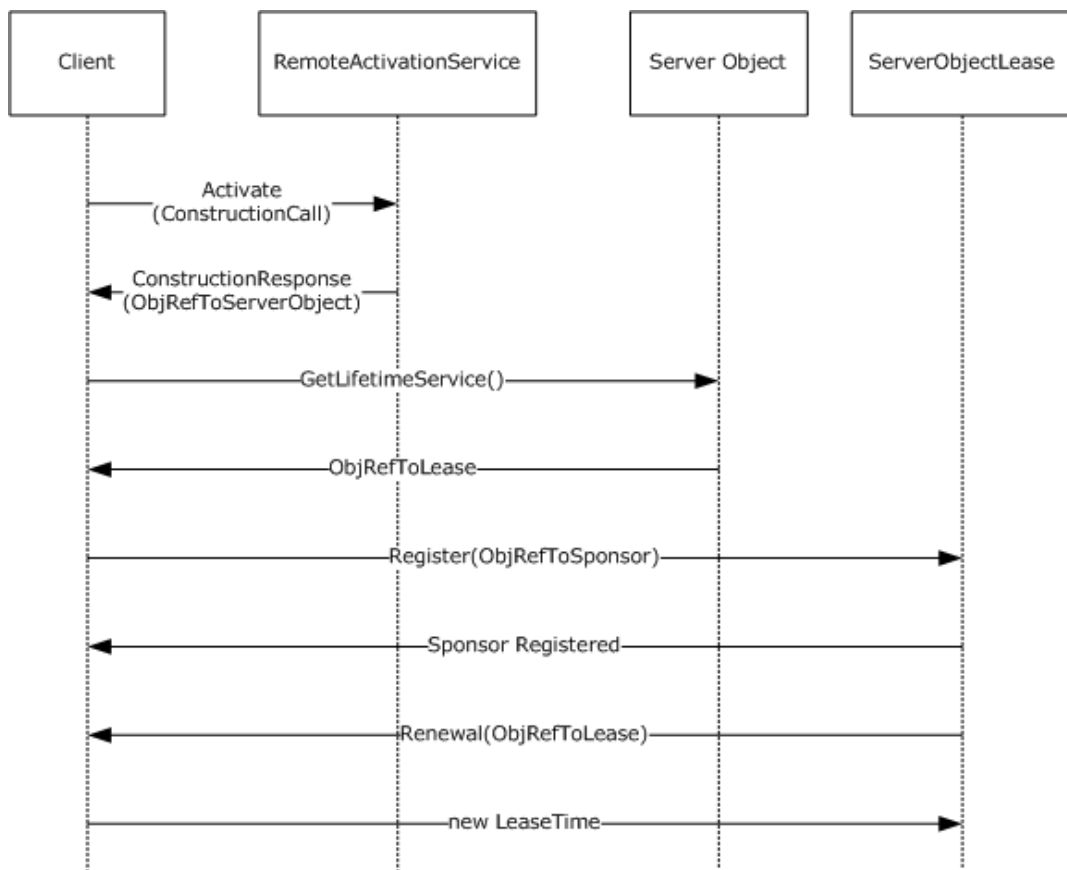 Client
RemoteActivationService
Server Object
ServerObjectLease
Activate
(ConstructionCall)
ConstructionResponse
(ObjRefToServerObject)
GetLifetimeService()
ObjRefToLease
Register(ObjRefToSponsor)
Sponsor Registered
Renewal(ObjRefToLease)
new LeaseTime